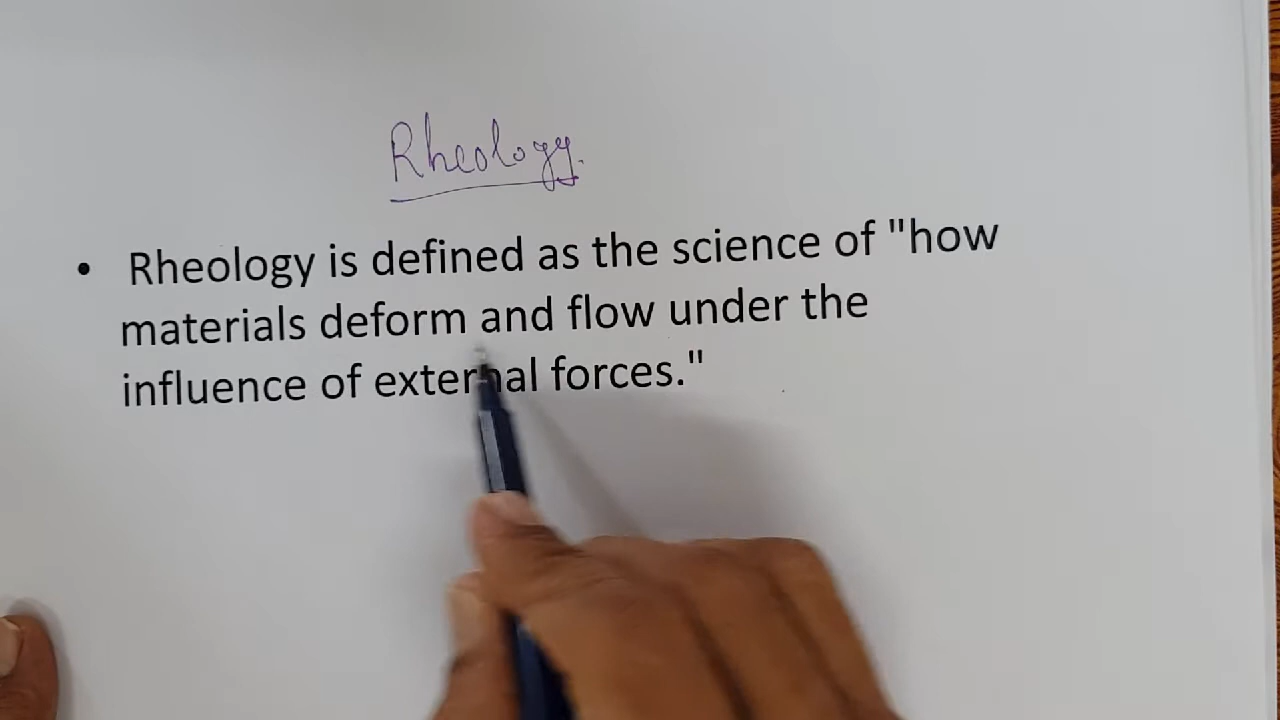 Rheology.
• Rheology is defined as the science of "how
materials deform and flow under the
influence of external forces."